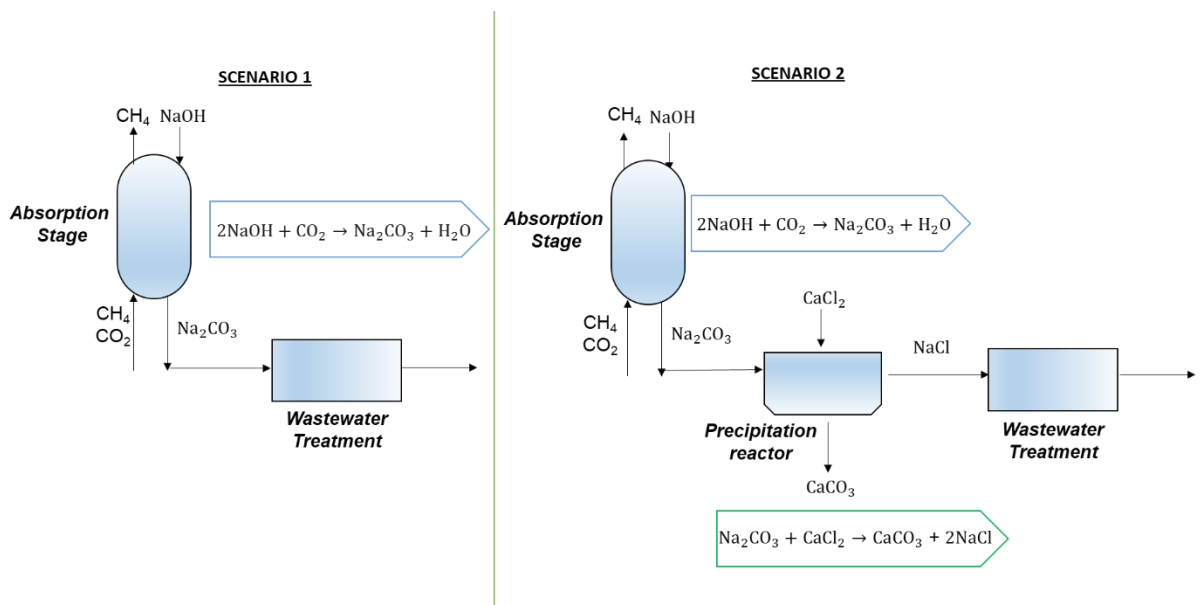 SCENARIO 1
CH₄ NaOH
Absorption
Stage
2NaOH + CO₂ → Na₂CO₃ + H₂O
CH₄
CO₂
Na₂CO₃
Wastewater
Treatment
SCENARIO 2
CH₄ NaOH
Absorption
Stage
2NaOH + CO₂ → Na₂CO₃ + H₂O
CH₄
CO₂
Na₂CO₃
CaCl₂
NaCl
Precipitation
reactor
Wastewater
Treatment
CaCO₃
Na₂CO₃ + CaCl₂ → CaCO₃ + 2NaCl